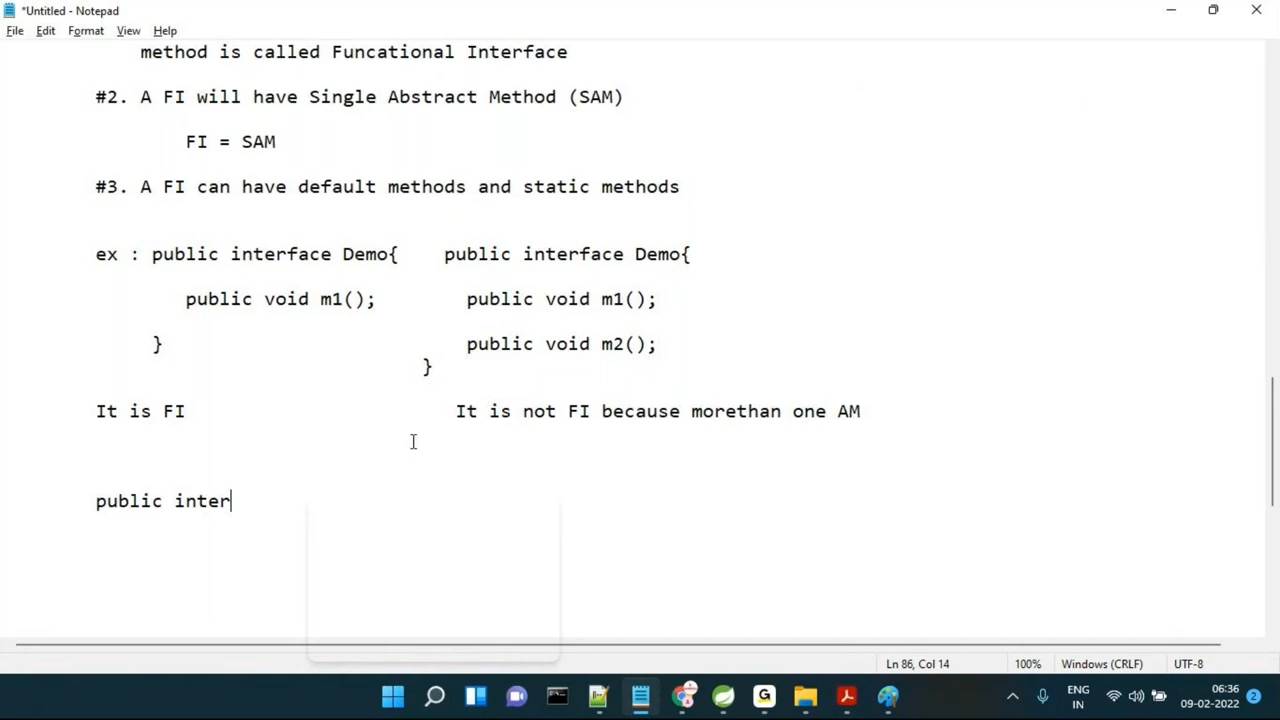 *Untitled - Notepad
File Edit Format View Help
method is called Funcational Interface
#2. A FI will have Single Abstract Method (SAM)
FI = SAM
#3. A FI can have default methods and static methods
ex : public interface Demo{ public interface Demo{
public void m1(); public void m1();
} public void m2();
}
It is FI It is not FI because morethan one AM
public inter
Ln 86, Col 14 100% Windows (CRLF) UTF-8
ENG 06:36
IN 09-02-2022 2